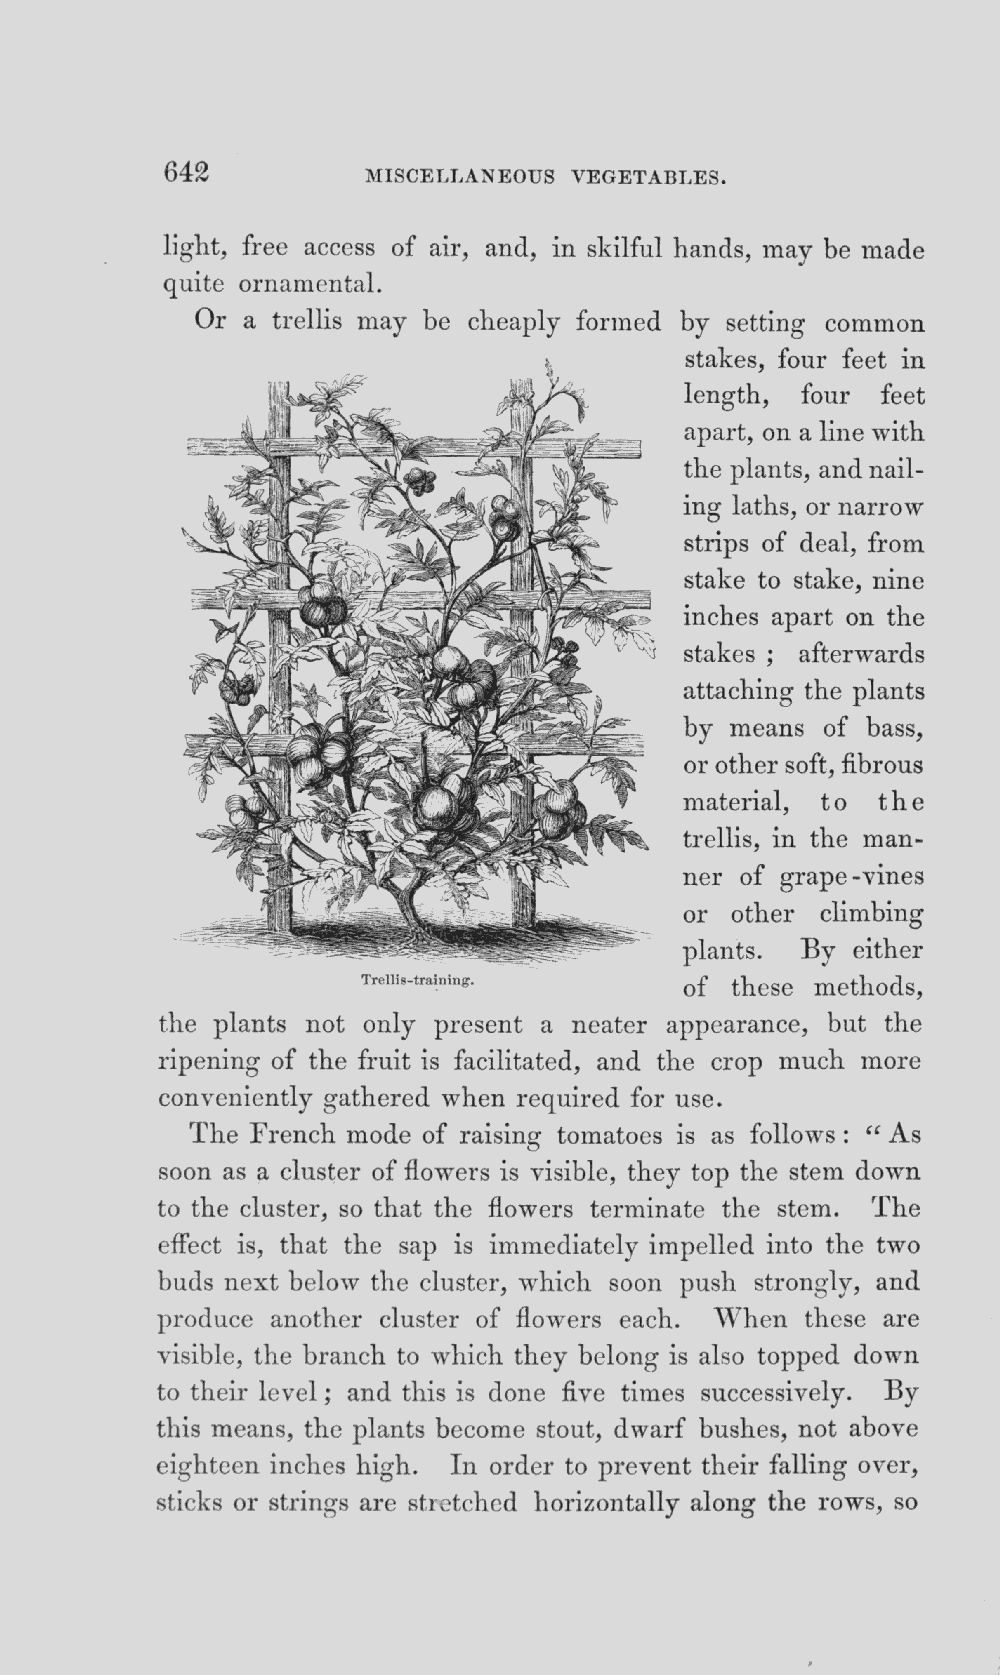 642 MISCELLANEOUS VEGETABLES.
light, free access of air, and, in skilful hands, may be made
quite ornamental.
Or a trellis may be cheaply formed by setting common
stakes, four feet in
length, four feet
apart, on a line with
the plants, and nail-
ing laths, or narrow
strips of deal, from
stake to stake, nine
inches apart on the
stakes ; afterwards
attaching the plants
by means of bass,
or other soft, fibrous
material, to the
trellis, in the man-
ner of grape-vines
or other climbing
plants. By either
of these methods,
Trellis-training.
the plants not only present a neater appearance, but the
ripening of the fruit is facilitated, and the crop much more
conveniently gathered when required for use.
The French mode of raising tomatoes is as follows : “ As
soon as a cluster of flowers is visible, they top the stem down
to the cluster, so that the flowers terminate the stem. The
effect is, that the sap is immediately impelled into the two
buds next below the cluster, which soon push strongly, and
produce another cluster of flowers each. When these are
visible, the branch to which they belong is also topped down
to their level ; and this is done five times successively. By
this means, the plants become stout, dwarf bushes, not above
eighteen inches high. In order to prevent their falling over,
sticks or strings are stretched horizontally along the rows, so